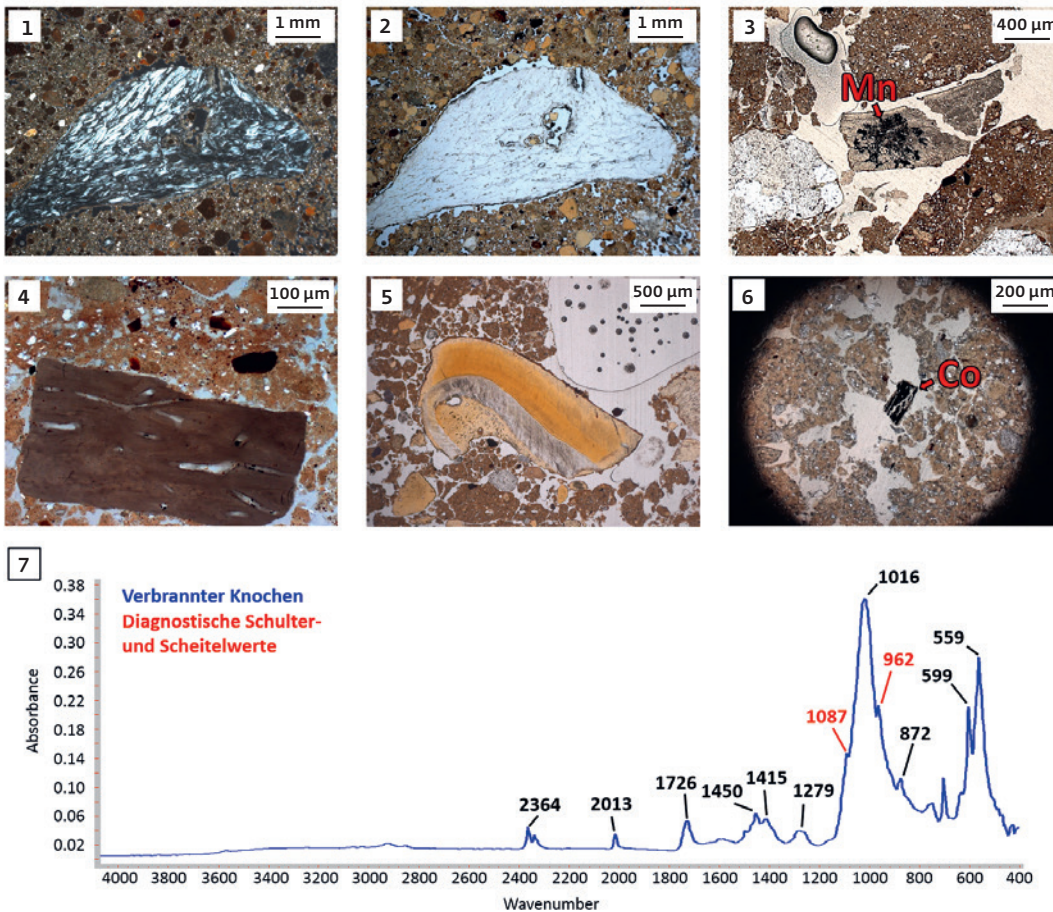 1
1 mm
2
1 mm
3
400 µm
Mn
4
100 µm
5
500 µm
6
200 µm
Co
7
Verbrannter Knochen
Diagnostische Schulter-
und Scheitelwerte
Absorbance
0.38
0.34
0.30
0.26
0.22
0.18
0.14
0.10
0.06
0.02
2364
2013
1726
1450
1415
1279
1087
1016
962
872
599
559
4000 3800 3600 3400 3200 3000 2800 2600 2400 2200 2000 1800 1600 1400 1200 1000 800 600 400
Wavenumber